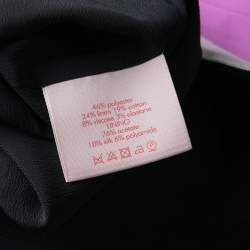 46% polyester
24% linen 19% cotton
8% viscose 3% elastane
LINING
76% acetate
18% silk, 6% polyamide